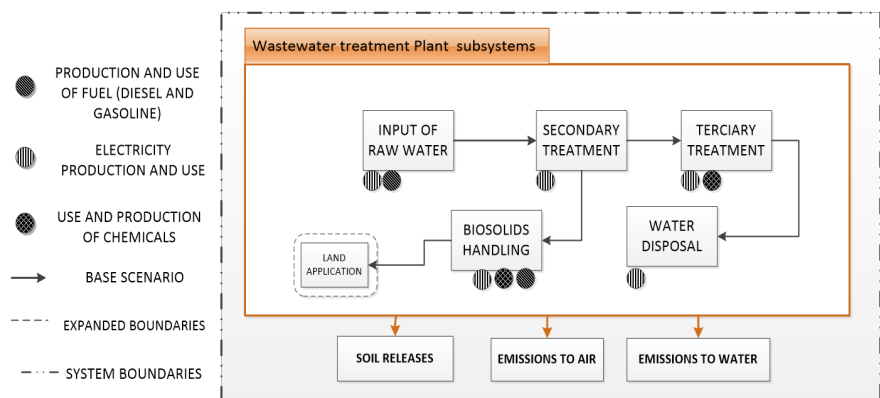 Wastewater treatment Plant subsystems
PRODUCTION AND USE
OF FUEL (DIESEL AND
GASOLINE)
ELECTRICITY
PRODUCTION AND USE
USE AND PRODUCTION
OF CHEMICALS
BASE SCENARIO
EXPANDED BOUNDARIES
SYSTEM BOUNDARIES
INPUT OF
RAW WATER
SECONDARY
TREATMENT
TERCIARY
TREATMENT
BIOSOLIDS
HANDLING
WATER
DISPOSAL
LAND
APPLICATION
SOIL RELEASES
EMISSIONS TO AIR
EMISSIONS TO WATER